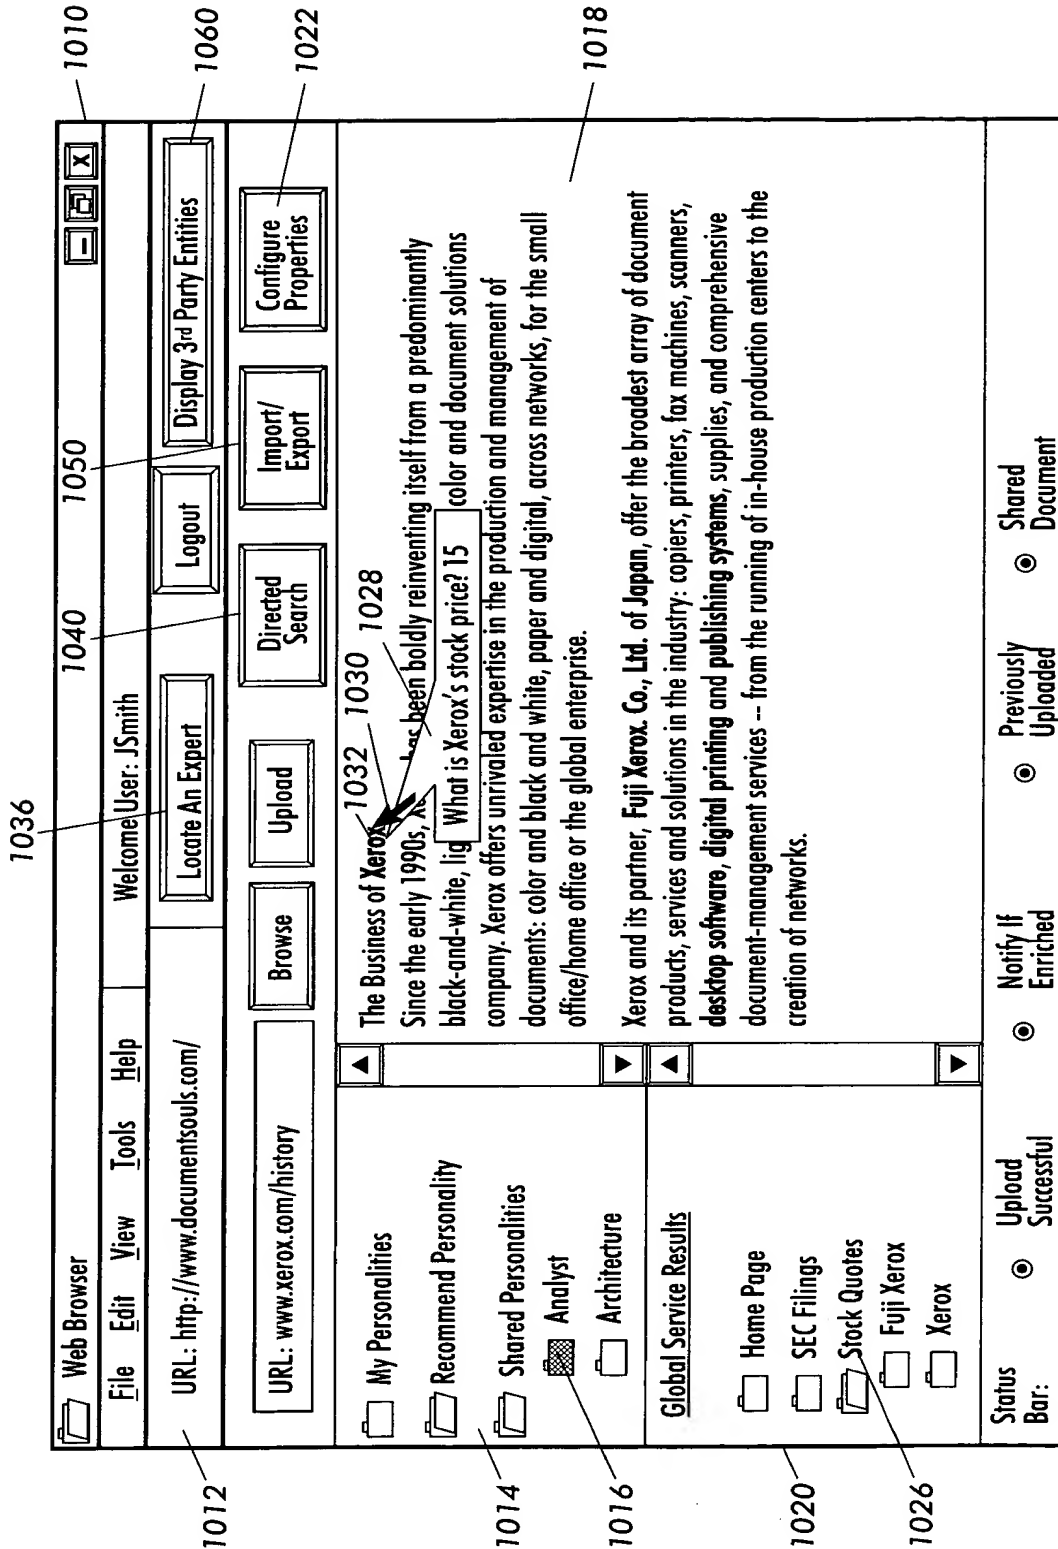 1010
1060
1022
1018
1050
1040
1036
1012
1014
1016
1020
1026
Web Browser
File Edit View Tools Help
Welcome User: JSmith
URL: http://www.documentsouls.com/
Locate An Expert
Logout
Display 3rd Party Entities
URL: www.xerox.com/history
Browse
Upload
Directed Search
Import/ Export
Configure Properties
My Personalities
Recommend Personality
Shared Personalities
Analyst
Architecture
Global Service Results
Home Page
SEC Filings
Stock Quotes
Fuji Xerox
Xerox
1032
1030
1028
The Business of Xerox
Since the early 1990s, has been boldly reinventing itself from a predominantly
black-and-white, lig color and document solutions
What is Xerox's stock price? 15
company. Xerox offers unrivaled expertise in the production and management of
documents: color and black and white, paper and digital, across networks, for the small
office/home office or the global enterprise.
Xerox and its partner, Fuji Xerox. Co., Ltd. of Japan, offer the broadest array of document
products, services and solutions in the industry: copiers, printers, fax machines, scanners,
desktop software, digital printing and publishing systems, supplies, and comprehensive
document-management services -- from the running of in-house production centers to the
creation of networks.
Status Bar:
Upload Successful
Notify If Enriched
Previously Uploaded
Shared Document